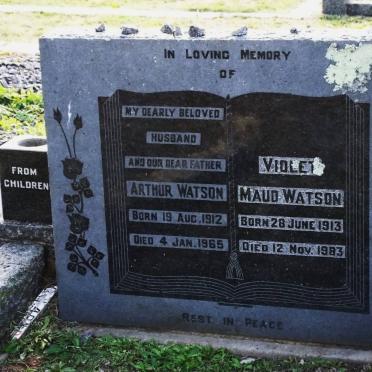 IN LOVING MEMORY
OF
MY DEARLY BELOVED
HUSBAND
AND OUR DEAR FATHER
ARTHUR WATSON
BORN 19 AUG. 1912
DIED 4 JAN. 1965
VIOLET
MAUD WATSON
BORN 28 JUNE 1913
DIED 12 NOV. 1983
REST IN PEACE
FROM
CHILDREN